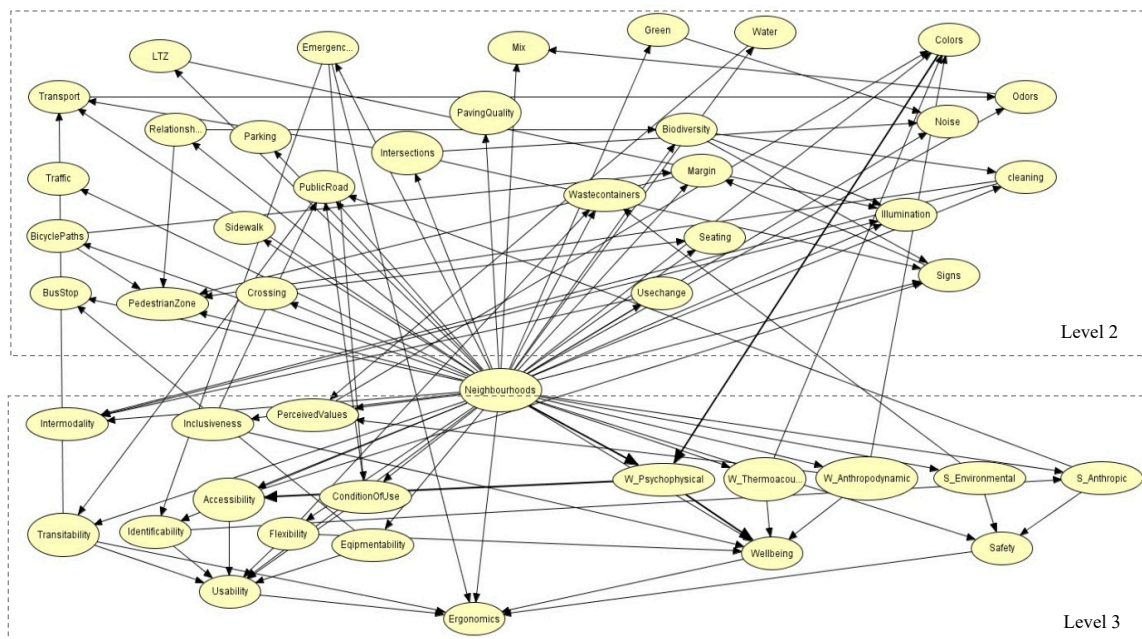 Green
Water
Colors
Emergenc...
Mix
LTZ
Transport
Odors
PavingQuality
Relationsh...
Parking
Biodiversity
Noise
Intersections
Margin
Traffic
PublicRoad
Wastecontainers
cleaning
Illumination
BicyclePaths
Sidewalk
Seating
Signs
BusStop
PedestrianZone
Crossing
Usechange
Level 2
Neighbourhoods
Intermodality
Inclusiveness
PerceivedValues
W_Psychophysical
W_Thermoacou...
W_Anthropodynamic
S_Environmental
S_Anthropic
Accessibility
ConditionOfUse
Transitability
Identificability
Flexibility
Eqipmentability
Wellbeing
Safety
Usability
Ergonomics
Level 3